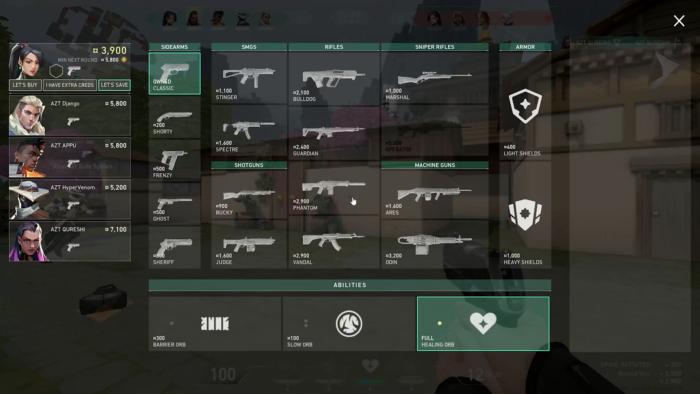 ¤ 3,900
MIN NEXT ROUND: ¤ 5,800
LET'S BUY
I HAVE EXTRA CREDS
LET'S SAVE
AZT Django
¤ 5,800
AZT APPU
¤ 5,800
AZT HyperVenom
¤ 5,200
AZT QURESHI
¤ 7,100
SIDEARMS
OWNED
CLASSIC
¤200
SHORTY
¤500
FRENZY
¤500
GHOST
SHERIFF
SMGS
¤1,100
STINGER
¤1,600
SPECTRE
SHOTGUNS
¤900
BUCKY
¤1,600
JUDGE
RIFLES
¤2,100
BULLDOG
¤2,400
GUARDIAN
¤2,900
PHANTOM
¤2,900
VANDAL
SNIPER RIFLES
¤1,000
MARSHAL
OPERATOR
MACHINE GUNS
¤1,600
ARES
¤3,200
ODIN
ARMOR
¤400
LIGHT SHIELDS
¤1,000
HEAVY SHIELDS
ABILITIES
¤300
BARRIER ORB
¤100
SLOW ORB
FULL
HEALING ORB
100
12